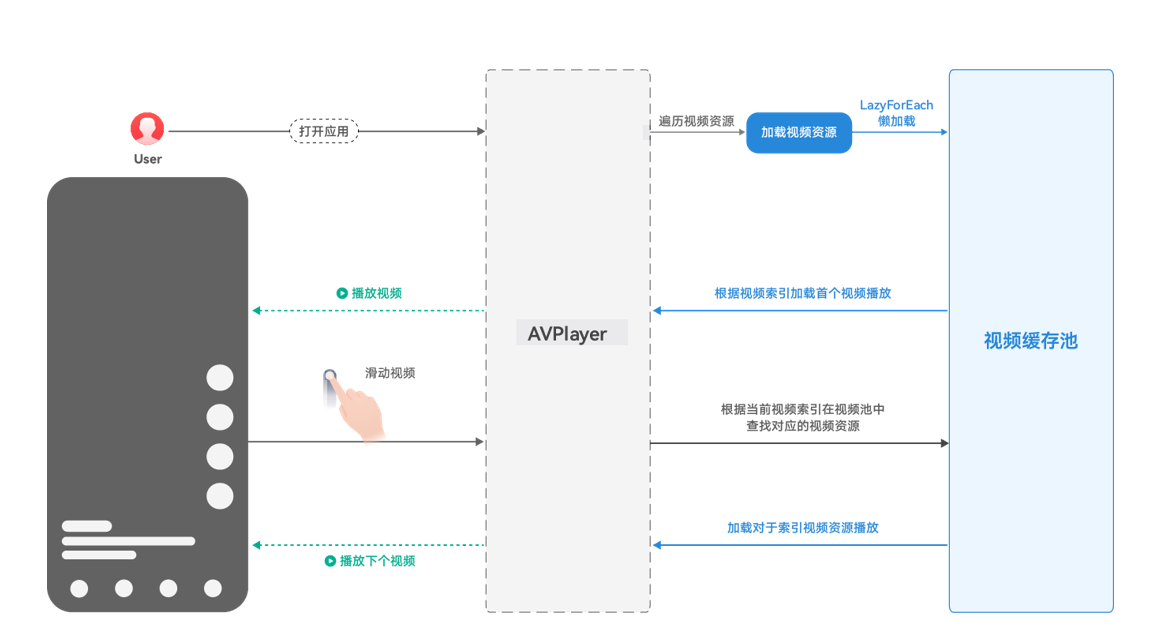 LazyForEach
懒加载
打开应用
遍历视频资源
加载视频资源
User
播放视频
根据视频索引加载首个视频播放
AVPlayer
视频缓存池
滑动视频
根据当前视频索引在视频池中
查找对应的视频资源
加载对于索引视频资源播放
播放下个视频